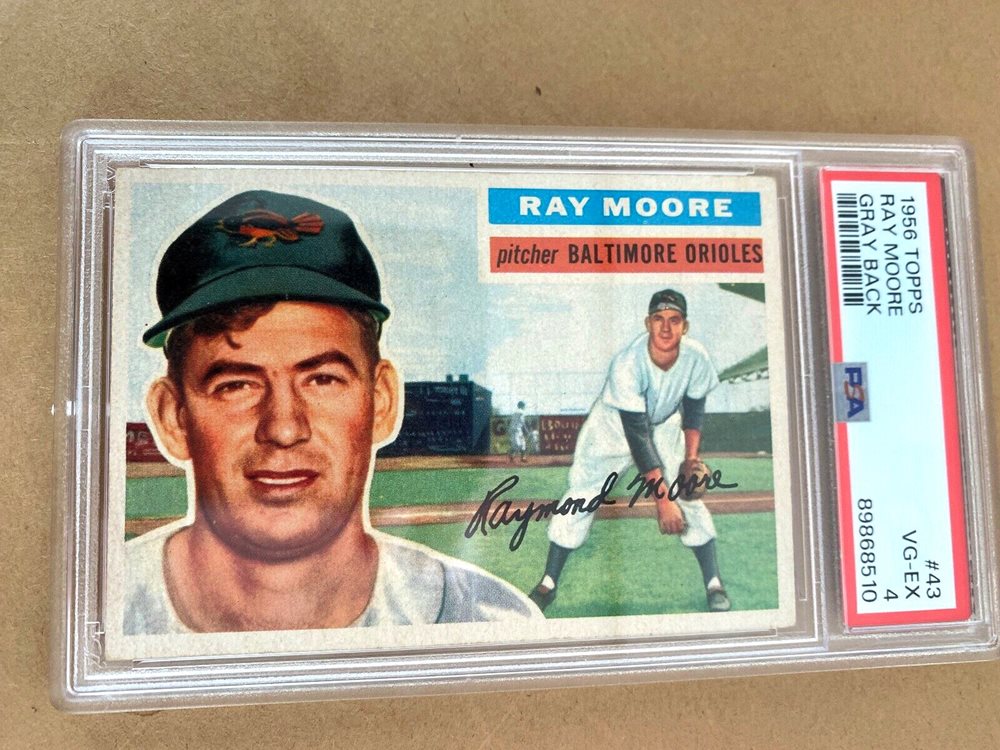 RAY MOORE
pitcher BALTIMORE ORIOLES
Raymond Moore
1956 TOPPS
RAY MOORE
GRAY BACK
PSA
#43
VG-EX
4
89868510